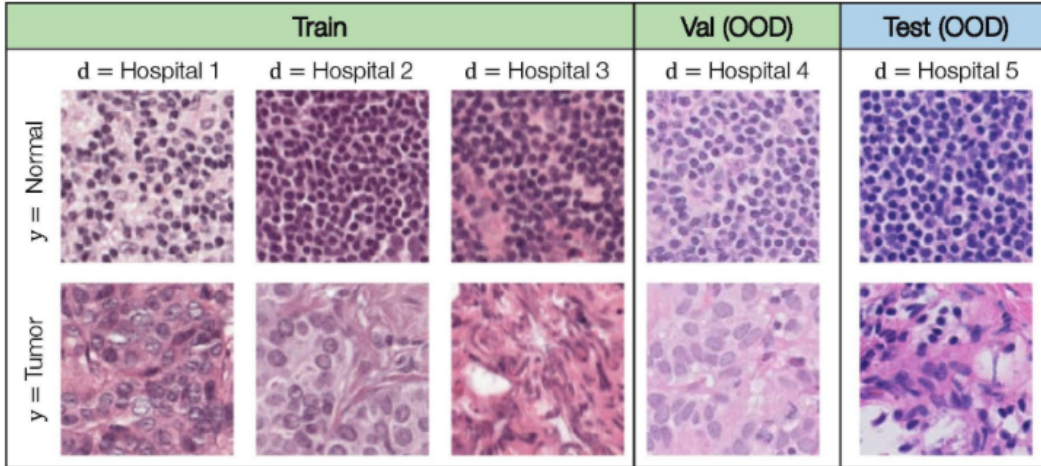 Train Val (OOD) Test (OOD)
d = Hospital 1 d = Hospital 2 d = Hospital 3 d = Hospital 4 d = Hospital 5
y = Normal
y = Tumor